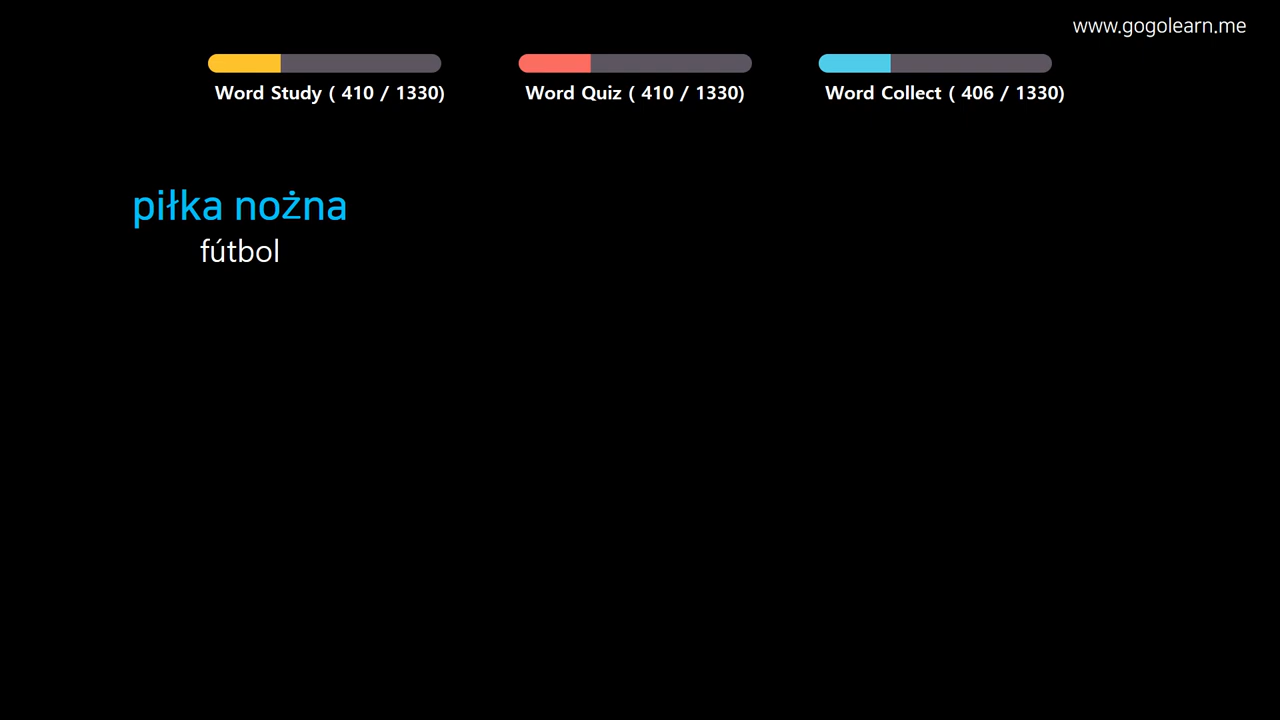 www.gogolearn.me
Word Study ( 410 / 1330)
Word Quiz ( 410 / 1330)
Word Collect ( 406 / 1330)
piłka nożna
fútbol